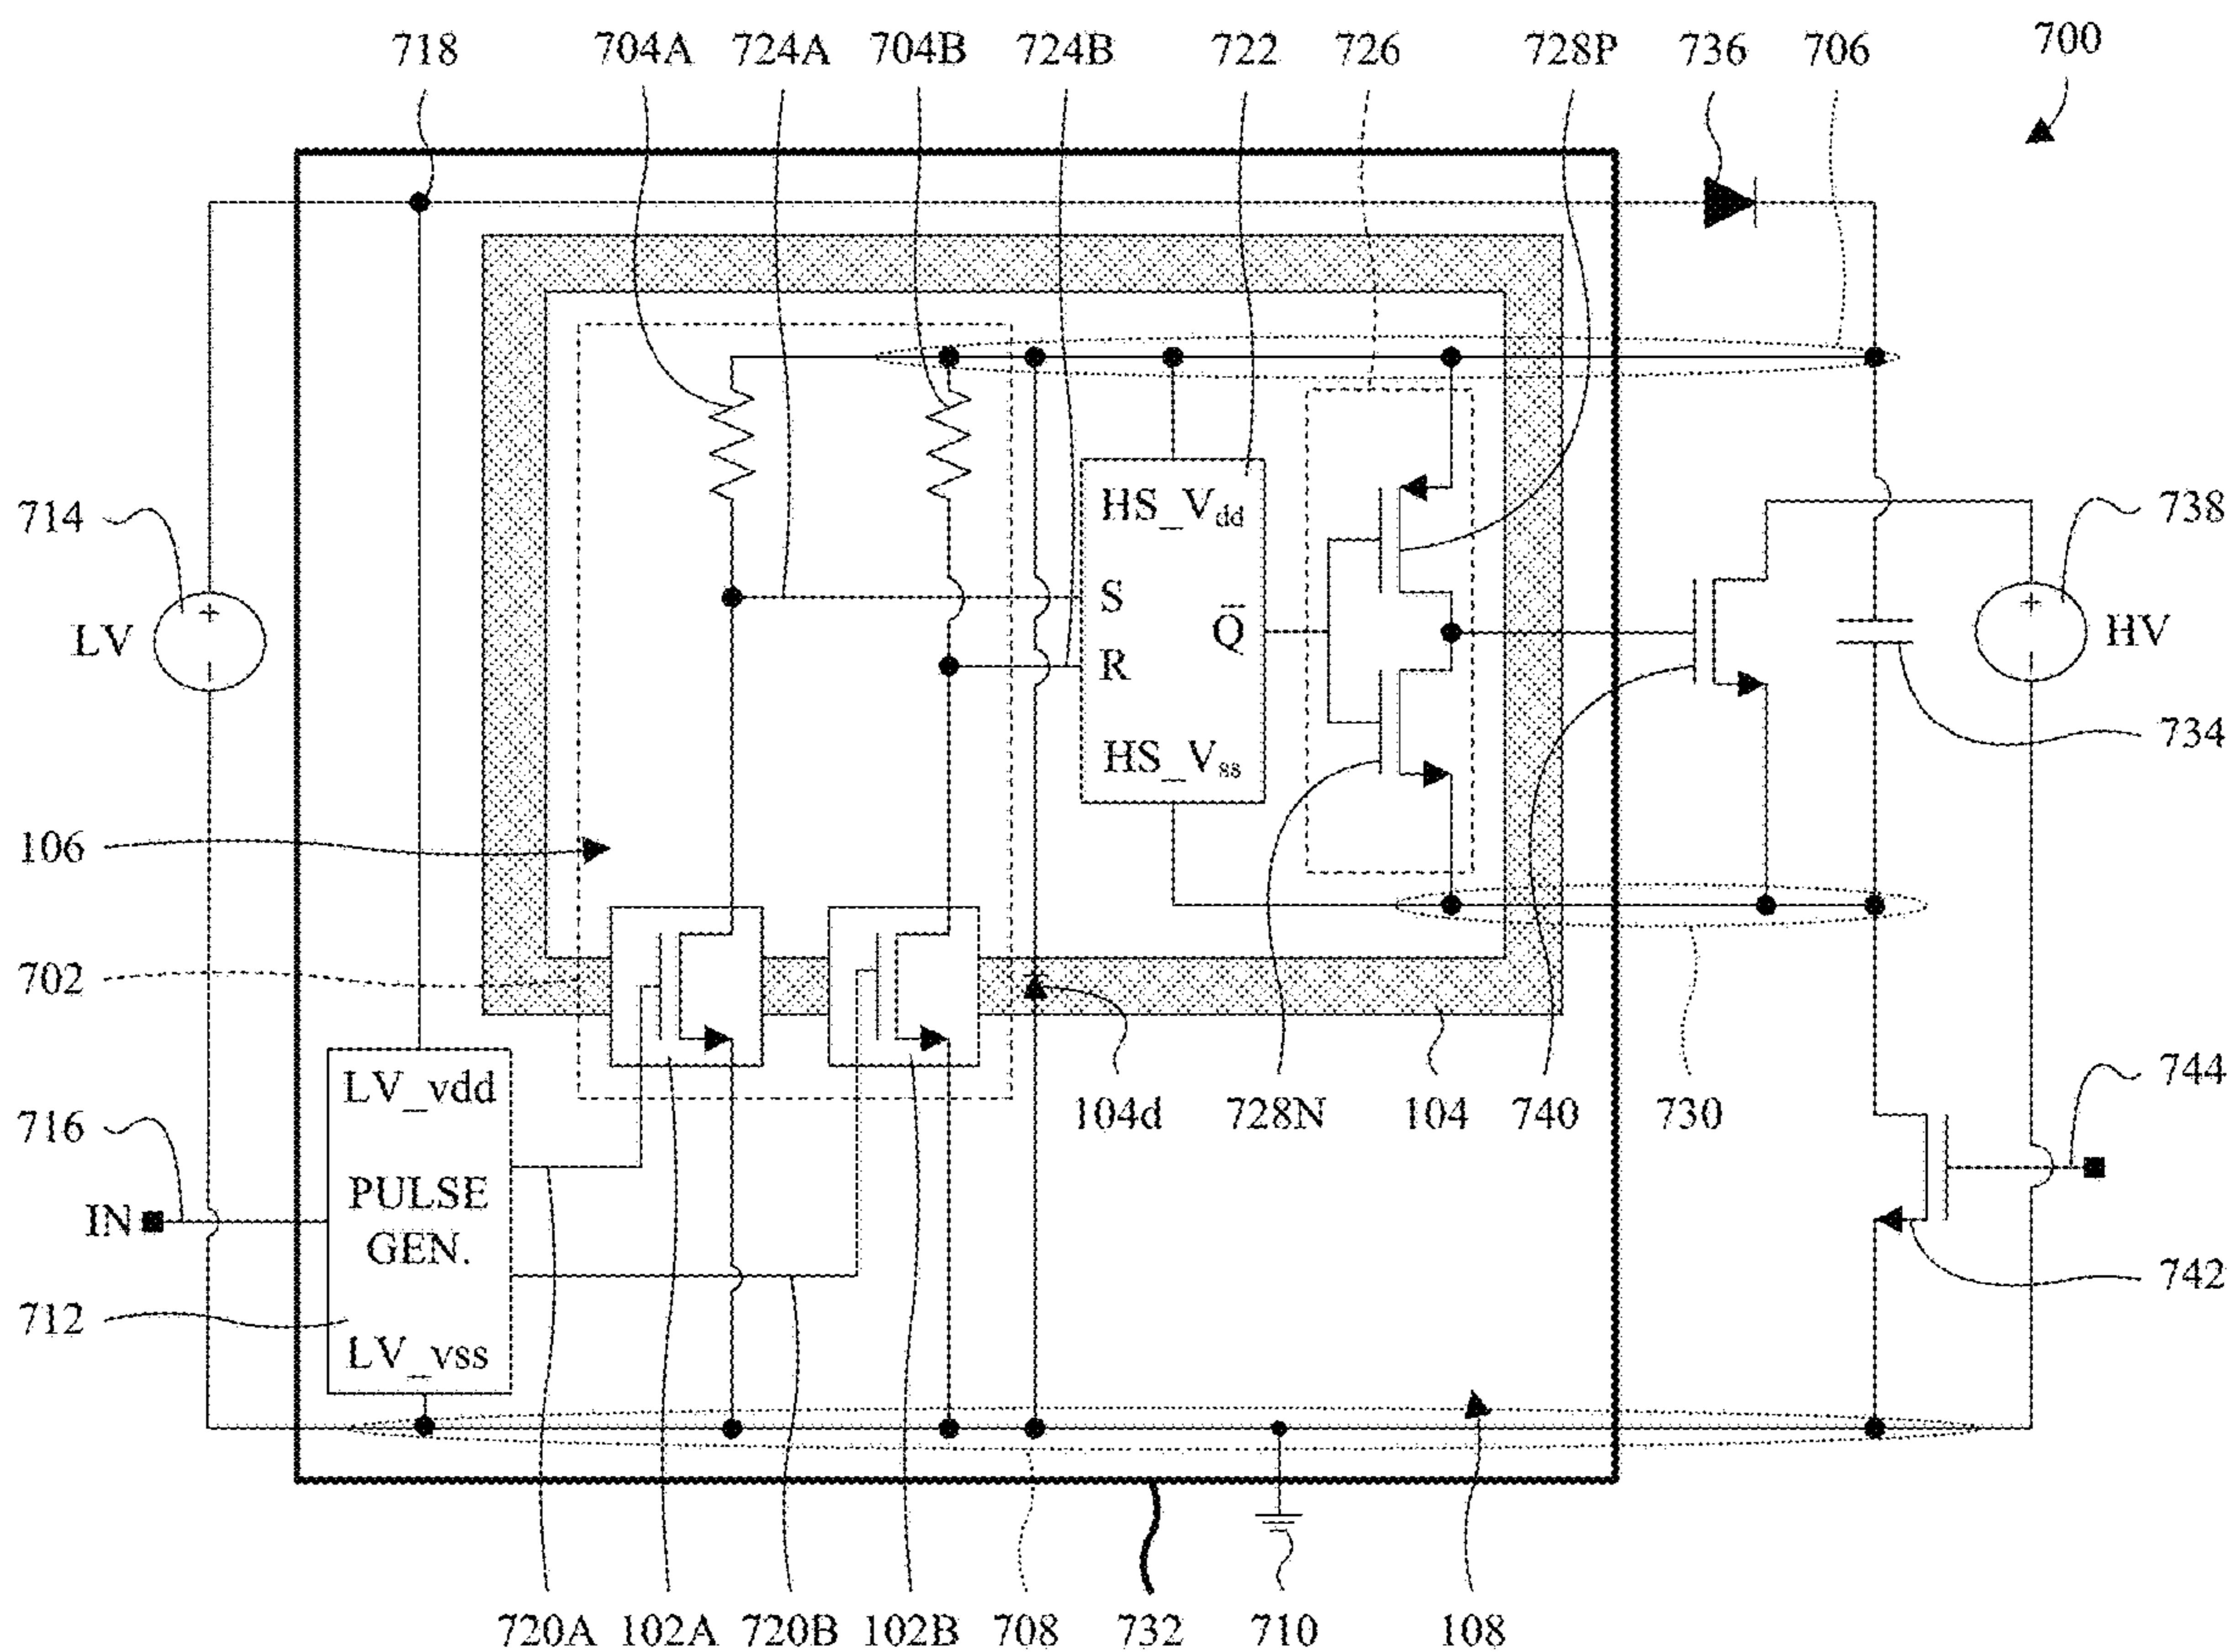 718 704A 724A 704B 724B 722 726 728P 736 706 700
714
LV
+
HS_Vdd
S
Q̅
R
HS_Vss
+
HV
738
734
106
702
LV_vdd
PULSE
GEN.
LV_vss
716
IN
712
104d 728N 104 740 730
744
742
720A 102A 720B 102B 708 732 710 108